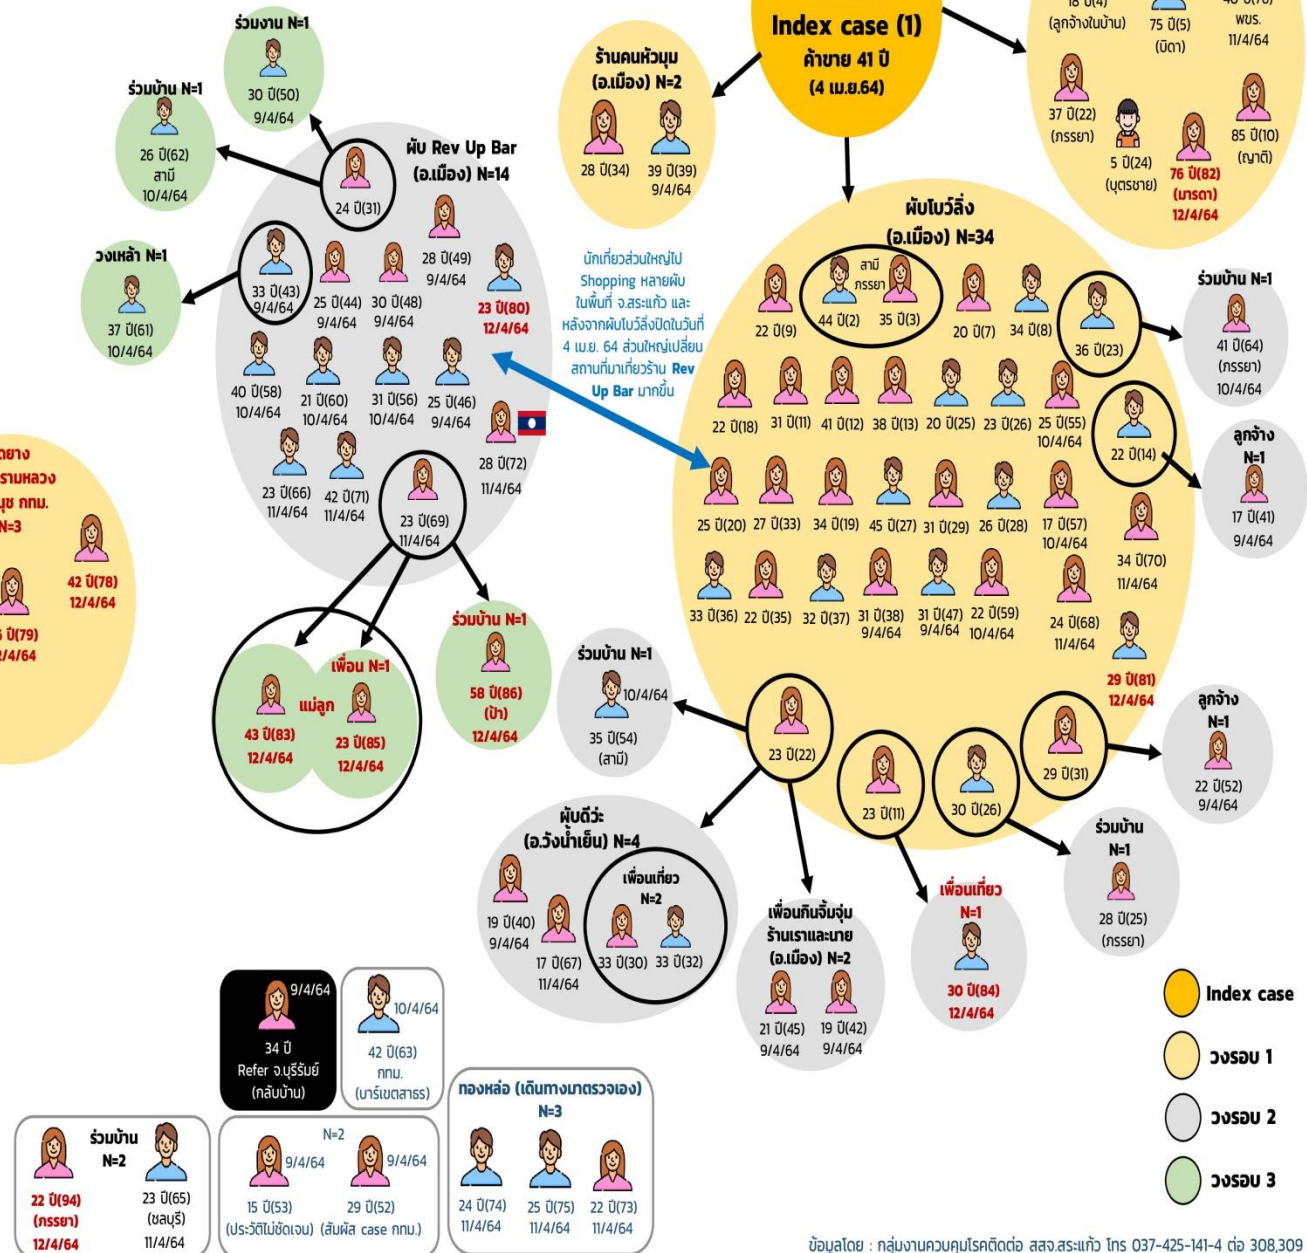 Index case (1)
ค้าขาย 41 ปี
(4 เม.ย.64)
ร่วมงาน N=1
30 ปี(50)
9/4/64
ร่วมบ้าน N=1
26 ปี(62)
สามี
10/4/64
วงเหล้า N=1
37 ปี(61)
10/4/64
ผับ Rev Up Bar
(อ.เมือง) N=14
24 ปี(31)
28 ปี(49)
9/4/64
33 ปี(43)
9/4/64
25 ปี(44)
9/4/64
30 ปี(48)
9/4/64
23 ปี(80)
12/4/64
40 ปี(58)
10/4/64
21 ปี(60)
10/4/64
31 ปี(56)
10/4/64
25 ปี(46)
9/4/64
28 ปี(72)
11/4/64
23 ปี(66)
11/4/64
42 ปี(71)
11/4/64
23 ปี(69)
11/4/64
ร้านคนหัวมุม
(อ.เมือง) N=2
28 ปี(34)
39 ปี(39)
9/4/64
(ลูกจ้างในบ้าน)
75 ปี(5)
(บิดา)
พขร.
11/4/64
37 ปี(22)
(ภรรยา)
5 ปี(24)
(บุตรชาย)
76 ปี(82)
(มารดา)
12/4/64
85 ปี(10)
(ญาติ)
นักเที่ยวส่วนใหญ่ไป
Shopping หลายผับ
ในพื้นที่ จ.สระแก้ว และ
หลังจากผับโบว์ลิ่งปิดในวันที่
4 เม.ย. 64 ส่วนใหญ่เปลี่ยน
สถานที่มาเที่ยวร้าน Rev
Up Bar มากขึ้น
ผับโบว์ลิ่ง
(อ.เมือง) N=34
22 ปี(9)
สามี
ภรรยา
44 ปี(2)
35 ปี(3)
20 ปี(7)
34 ปี(8)
36 ปี(23)
22 ปี(18)
31 ปี(11)
41 ปี(12)
38 ปี(13)
20 ปี(25)
23 ปี(26)
25 ปี(55)
10/4/64
22 ปี(14)
25 ปี(20)
27 ปี(33)
34 ปี(19)
45 ปี(27)
31 ปี(29)
26 ปี(28)
17 ปี(57)
10/4/64
34 ปี(70)
11/4/64
33 ปี(36)
22 ปี(35)
32 ปี(37)
31 ปี(38)
9/4/64
31 ปี(47)
9/4/64
22 ปี(59)
10/4/64
24 ปี(68)
11/4/64
29 ปี(81)
12/4/64
23 ปี(22)
23 ปี(11)
30 ปี(26)
29 ปี(31)
ร่วมบ้าน N=1
41 ปี(64)
(ภรรยา)
10/4/64
ลูกจ้าง
N=1
17 ปี(41)
9/4/64
ลูกจ้าง
N=1
22 ปี(52)
9/4/64
ร่วมบ้าน
N=1
28 ปี(25)
(ภรรยา)
N=3
42 ปี(78)
12/4/64
เพื่อน N=1
แม่ลูก
43 ปี(83)
12/4/64
23 ปี(85)
12/4/64
ร่วมบ้าน N=1
58 ปี(86)
(ป้า)
12/4/64
ร่วมบ้าน N=1
10/4/64
35 ปี(54)
(สามี)
ผับดีว่ะ
(อ.วังน้ำเย็น) N=4
19 ปี(40)
9/4/64
17 ปี(67)
11/4/64
เพื่อนเที่ยว
N=2
33 ปี(30)
33 ปี(32)
เพื่อนกินจิ้มจุ่ม
ร้านเราและนาย
(อ.เมือง) N=2
21 ปี(45)
9/4/64
19 ปี(42)
9/4/64
เพื่อนเที่ยว
N=1
30 ปี(84)
12/4/64
9/4/64
34 ปี
Refer จ.บุรีรัมย์
(กลับบ้าน)
10/4/64
42 ปี(63)
กทม.
(บาร์เขตสาธร)
ร่วมบ้าน
N=2
22 ปี(94)
(ภรรยา)
12/4/64
23 ปี(65)
(ชลบุรี)
11/4/64
N=2
9/4/64
9/4/64
15 ปี(53)
(ประวัติไม่ชัดเจน)
29 ปี(52)
(สัมผัส case กทม.)
ทองหล่อ (เดินทางมาตรวจเอง)
N=3
24 ปี(74)
11/4/64
25 ปี(75)
11/4/64
22 ปี(73)
11/4/64
Index case
วงรอบ 1
วงรอบ 2
วงรอบ 3
ข้อมูลโดย : กลุ่มงานควบคุมโรคติดต่อ สสจ.สระแก้ว โทร 037-425-141-4 ต่อ 308,309